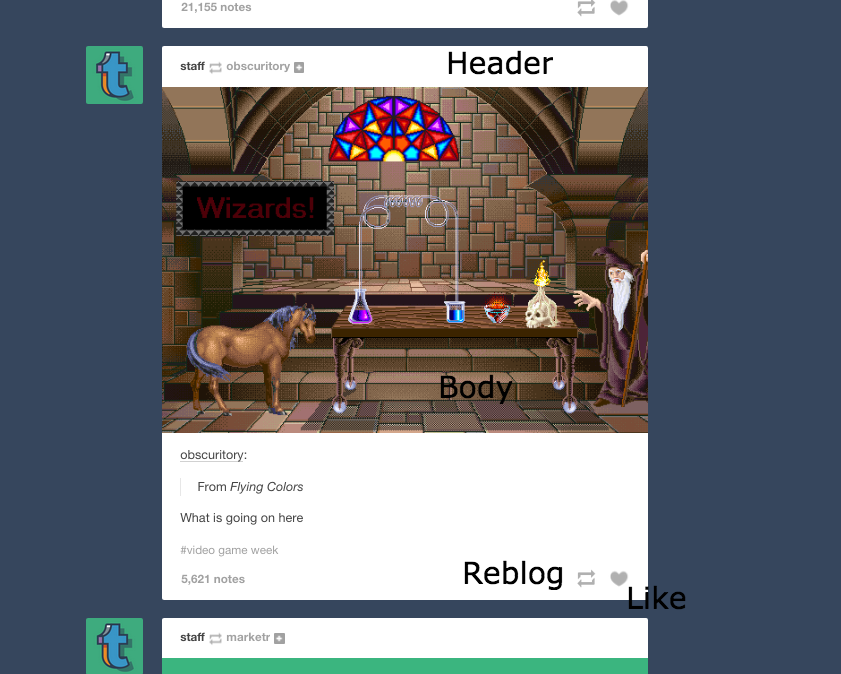 21,155 notes
staff obscuritory
Header
Wizards!
Body
obscuritory:
From Flying Colors
What is going on here
#video game week
5,621 notes
Reblog
Like
staff marketr